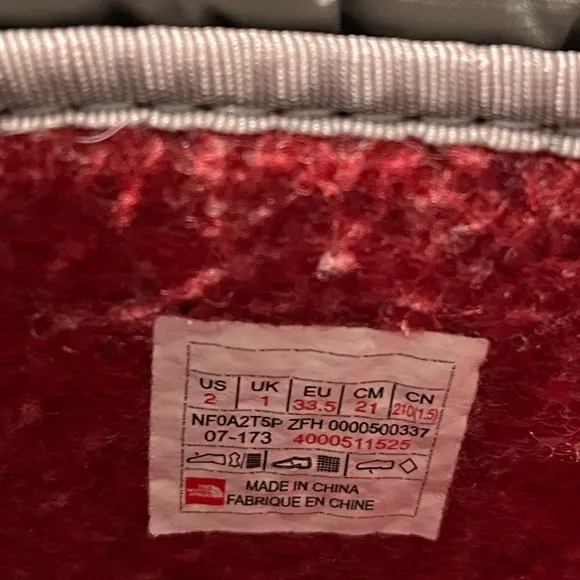 US UK EU CM CN
2 1 33.5 21 210(1.5)
NF0A2T5P ZFH 0000500337
07-173 4000511525
MADE IN CHINA
FABRIQUE EN CHINE